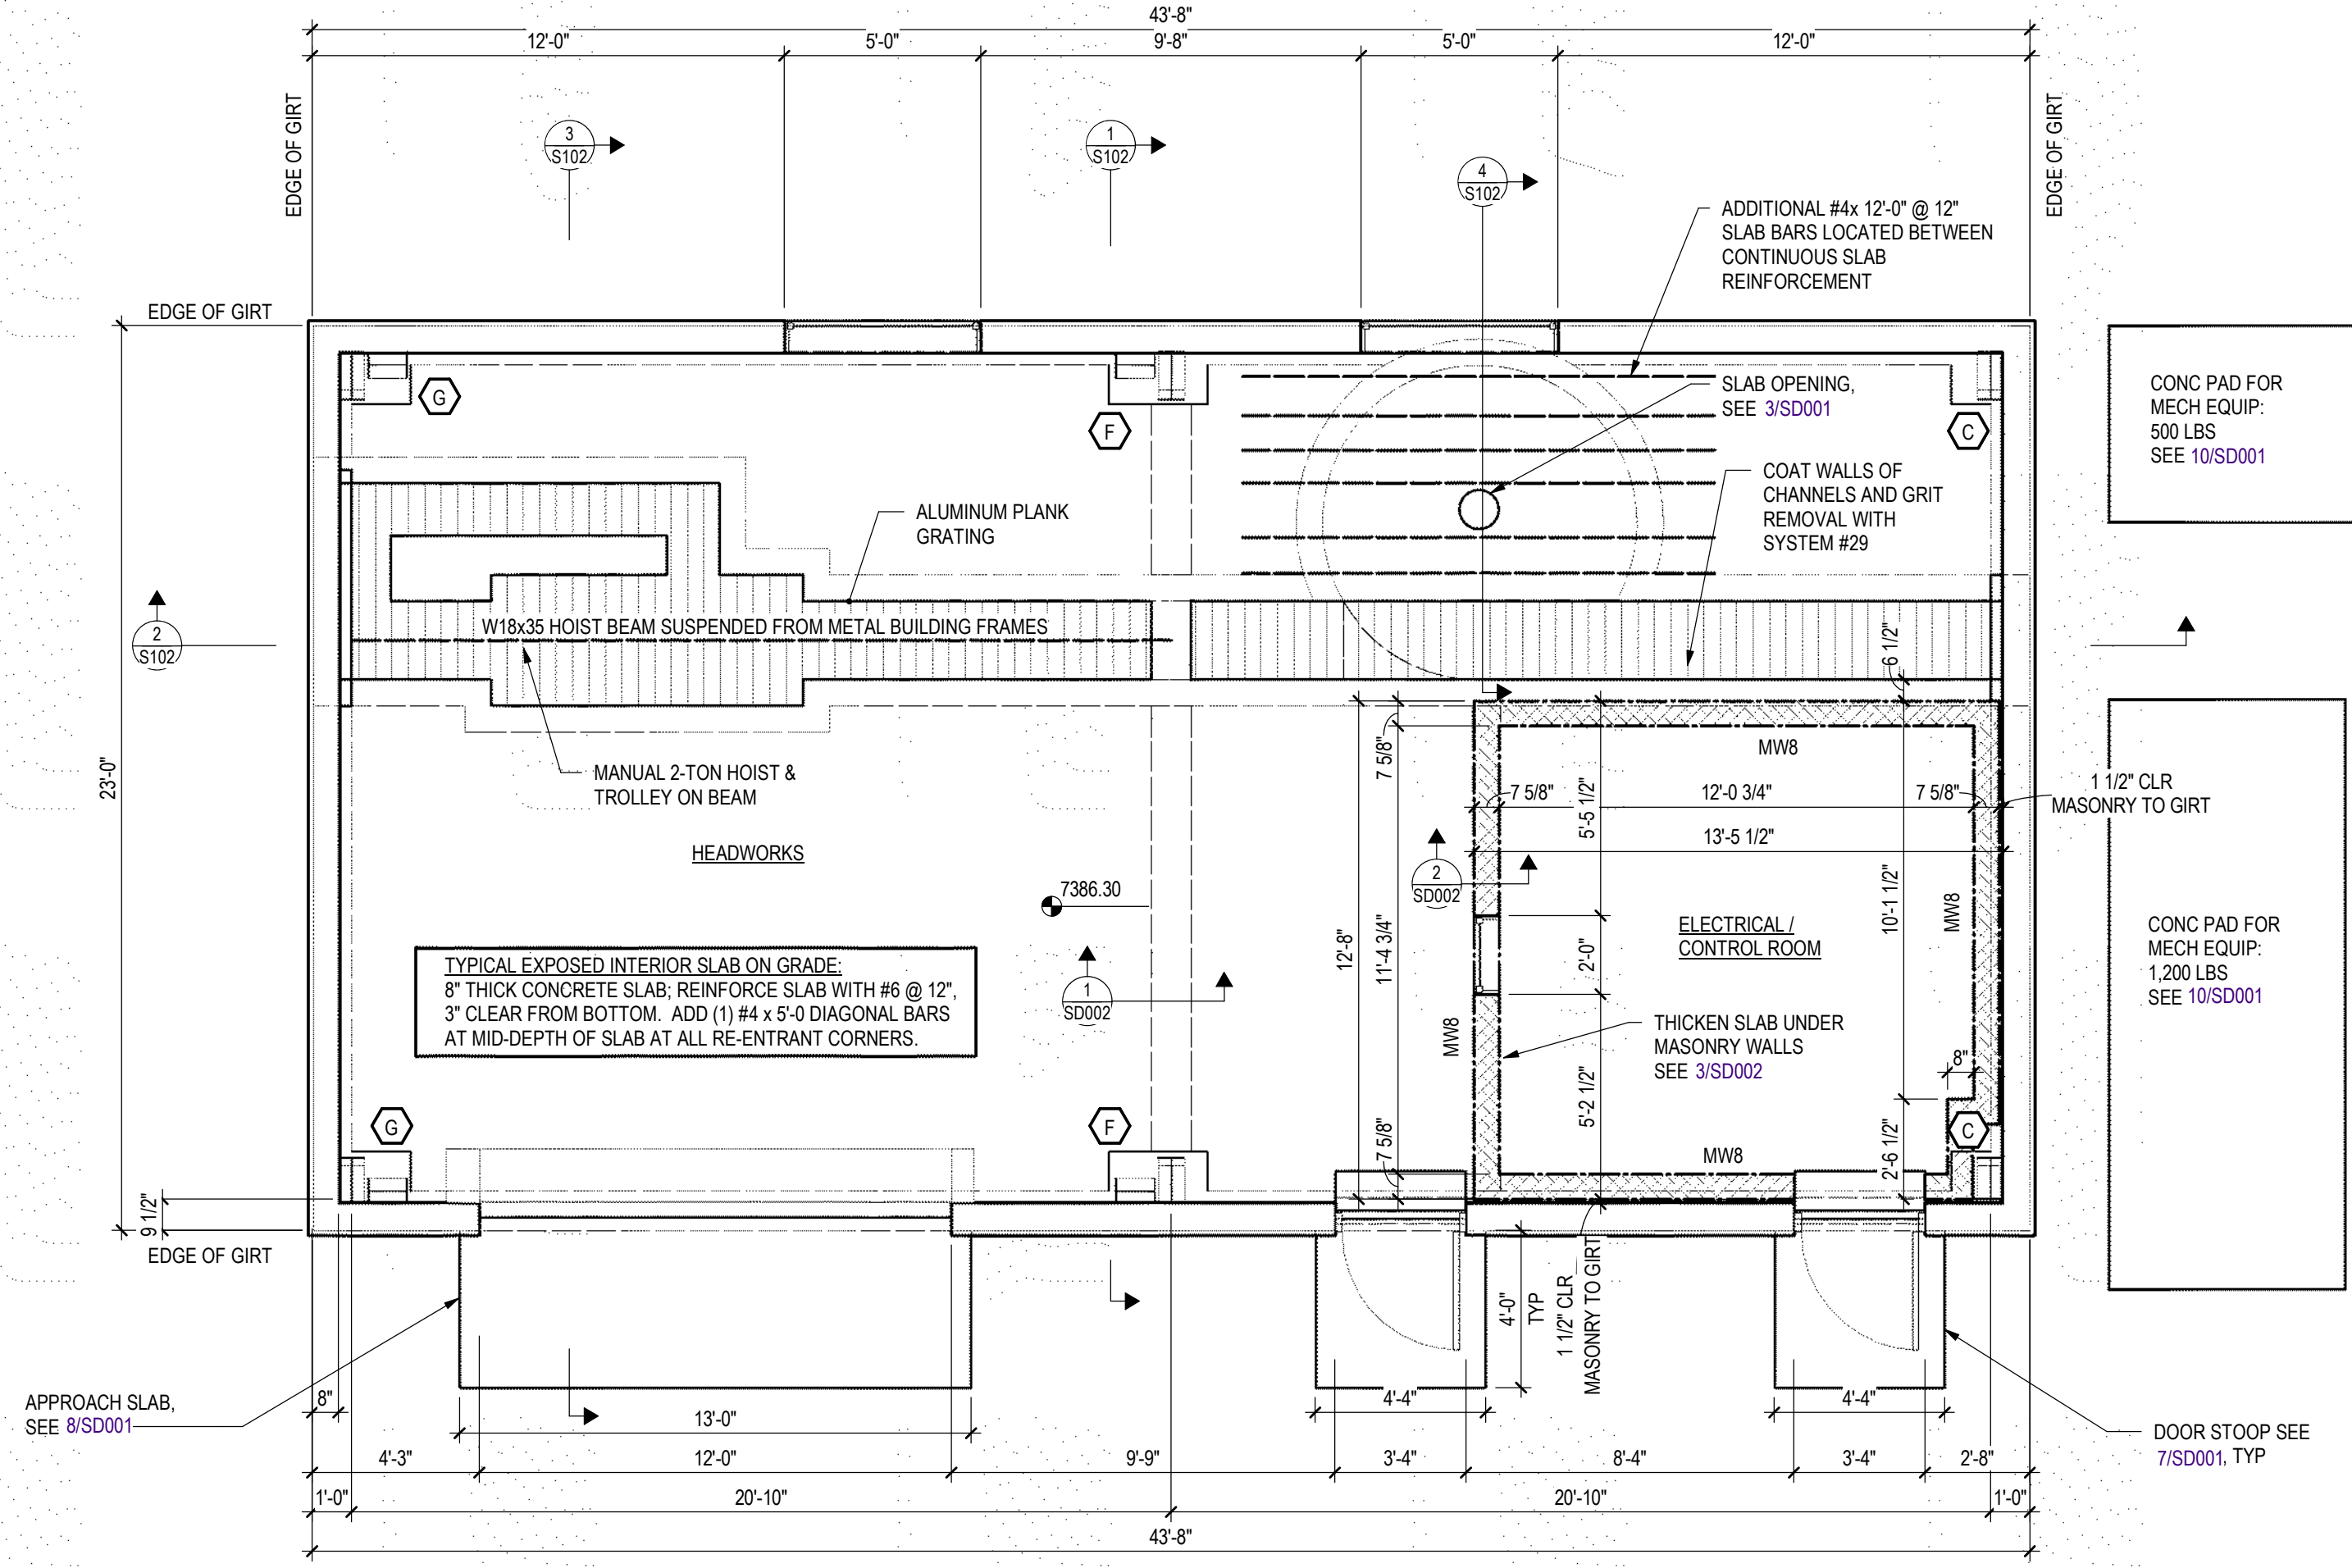 43'-8"
12'-0"
5'-0"
9'-8"
5'-0"
12'-0"
EDGE OF GIRT
EDGE OF GIRT
3
S102
1
S102
4
S102
ADDITIONAL #4x 12'-0" @ 12"
SLAB BARS LOCATED BETWEEN
CONTINUOUS SLAB
REINFORCEMENT
EDGE OF GIRT
G
F
C
SLAB OPENING,
SEE 3/SD001
CONC PAD FOR
MECH EQUIP:
500 LBS
SEE 10/SD001
COAT WALLS OF
CHANNELS AND GRIT
REMOVAL WITH
SYSTEM #29
ALUMINUM PLANK
GRATING
W18x35 HOIST BEAM SUSPENDED FROM METAL BUILDING FRAMES
2
S102
6 1/2"
MANUAL 2-TON HOIST &
TROLLEY ON BEAM
23'-0"
7 5/8"
MW8
7 5/8"
5'-5 1/2"
12'-0 3/4"
7 5/8"
1 1/2" CLR
MASONRY TO GIRT
13'-5 1/2"
HEADWORKS
7386.30
2
SD002
12'-8"
11'-4 3/4"
2'-0"
10'-1 1/2"
MW8
ELECTRICAL /
CONTROL ROOM
CONC PAD FOR
MECH EQUIP:
1,200 LBS
SEE 10/SD001
TYPICAL EXPOSED INTERIOR SLAB ON GRADE:
8" THICK CONCRETE SLAB; REINFORCE SLAB WITH #6 @ 12",
3" CLEAR FROM BOTTOM. ADD (1) #4 x 5'-0 DIAGONAL BARS
AT MID-DEPTH OF SLAB AT ALL RE-ENTRANT CORNERS.
1
SD002
MW8
THICKEN SLAB UNDER
MASONRY WALLS
SEE 3/SD002
8"
5'-2 1/2"
G
F
C
7 5/8"
MW8
2'-6 1/2"
9 1/2"
EDGE OF GIRT
4'-0"
TYP
1 1/2" CLR
MASONRY TO GIRT
APPROACH SLAB,
SEE 8/SD001
8"
13'-0"
4'-4"
4'-4"
DOOR STOOP SEE
7/SD001, TYP
4'-3"
12'-0"
9'-9"
3'-4"
8'-4"
3'-4"
2'-8"
1'-0"
20'-10"
20'-10"
1'-0"
43'-8"